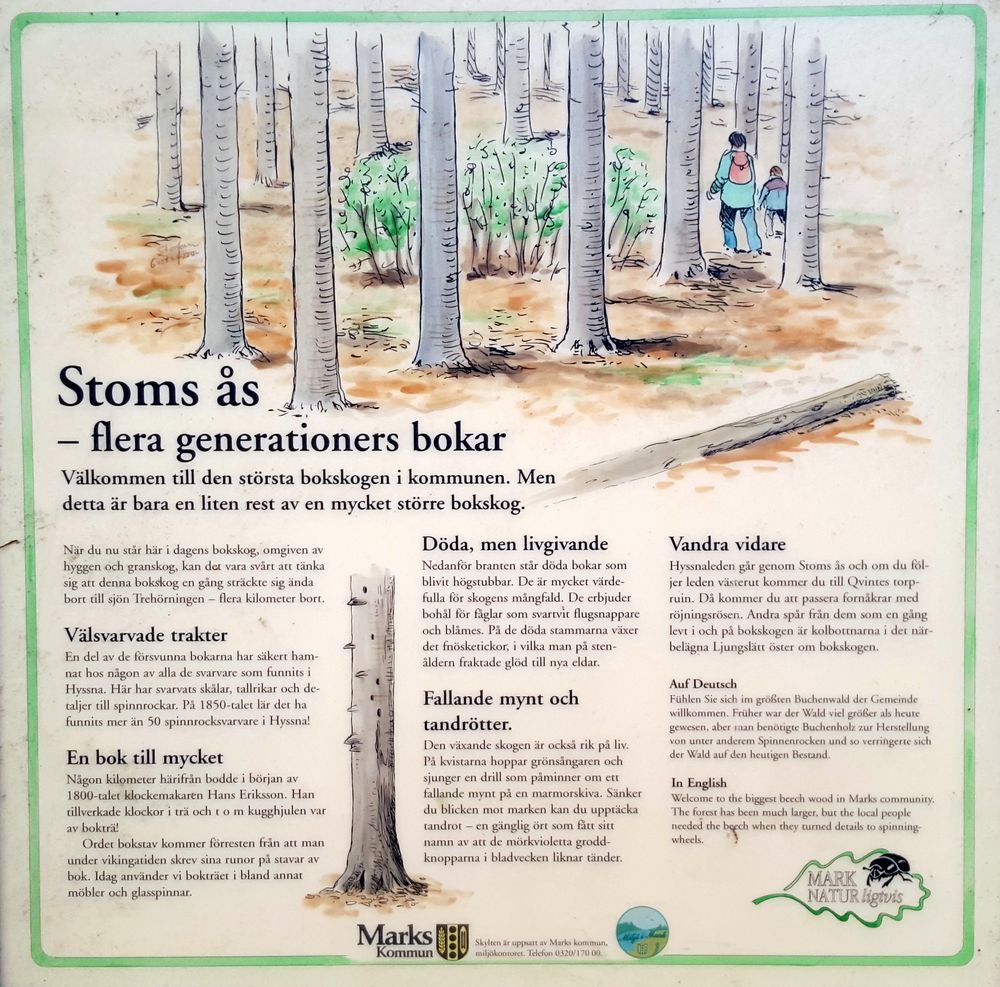 Stoms ås
– flera generationers bokar
Välkommen till den största bokskogen i kommunen. Men
detta är bara en liten rest av en mycket större bokskog.
När du nu står här i dagens bokskog, omgiven av
hyggen och granskog, kan det vara svårt att tänka
sig att denna bokskog en gång sträckte sig ända
bort till sjön Trehörningen – flera kilometer bort.
Välsvarvade trakter
En del av de försvunna bokarna har säkert ham-
nat hos någon av alla de svarvare som funnits i
Hyssna. Här har svarvats skålar, tallrikar och de-
taljer till spinnrockar. På 1850-talet lär det ha
funnits mer än 50 spinnrocksvarvare i Hyssna!
En bok till mycket
Någon kilometer härifrån bodde i början av
1800-talet klockemakaren Hans Eriksson. Han
tillverkade klockor i trä och t o m kugghjulen var
av bokträ!
Ordet bokstav kommer förresten från att man
under vikingatiden skrev sina runor på stavar av
bok. Idag använder vi bokträet i bland annat
möbler och glasspinnar.
Döda, men livgivande
Nedanför branten står döda bokar som
blivit högstubbar. De är mycket värde-
fulla för skogens mångfald. De erbjuder
bohål för fåglar som svartvit flugsnappare
och blåmes. På de döda stammarna växer
det fnösketickor, i vilka man på sten-
åldern fraktade glöd till nya eldar.
Fallande mynt och
tandrötter.
Den växande skogen är också rik på liv.
På kvistarna hoppar grönsångaren och
sjunger en drill som påminner om ett
fallande mynt på en marmorskiva. Sänker
du blicken mot marken kan du upptäcka
tandrot – en gänglig ört som fått sitt
namn av att de mörkvioletta grodd-
knopparna i bladvecken liknar tänder.
Vandra vidare
Hyssnaleden går genom Stoms ås och om du föl-
jer leden västerut kommer du till Qvintes torp-
ruin. Då kommer du att passera fornåkrar med
röjningsrösen. Andra spår från dem som en gång
levt i och på bokskogen är kolbottnarna i det när-
belägna Ljungslätt öster om bokskogen.
Auf Deutsch
Fühlen Sie sich im größten Buchenwald der Gemeinde
willkommen. Früher war der Wald viel größer als heute
gewesen, aber man benötigte Buchenholz zur Herstellung
von unter anderem Spinnenrocken und so verringerte sich
der Wald auf den heutigen Bestand.
In English
Welcome to the biggest beech wood in Marks community.
The forest has been much larger, but the local people
needed the beech when they turned details to spinning-
wheels.
MARK
NATURligtvis
Marks
Kommun
Skylten är uppsatt av Marks kommun,
miljökontoret. Telefon 0320/170 00.